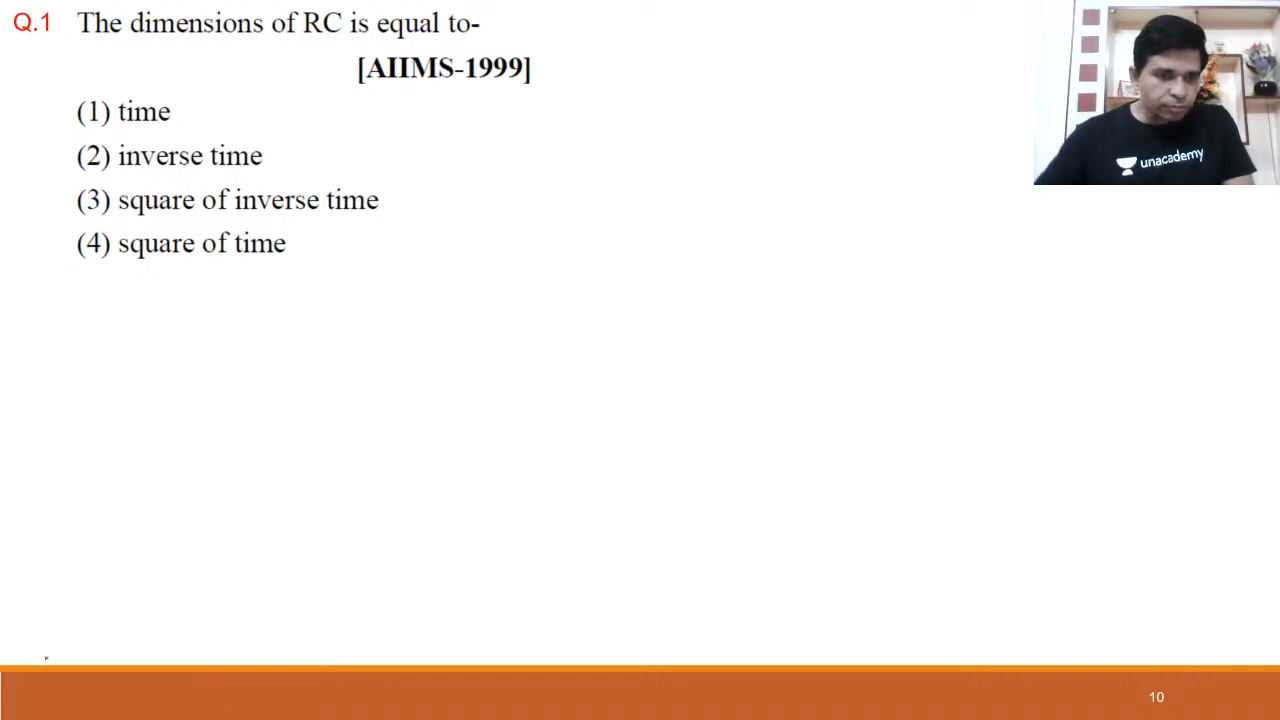 Q.1 The dimensions of RC is equal to-
[AIIMS-1999]
(1) time
(2) inverse time
(3) square of inverse time
(4) square of time
unacademy
*
10